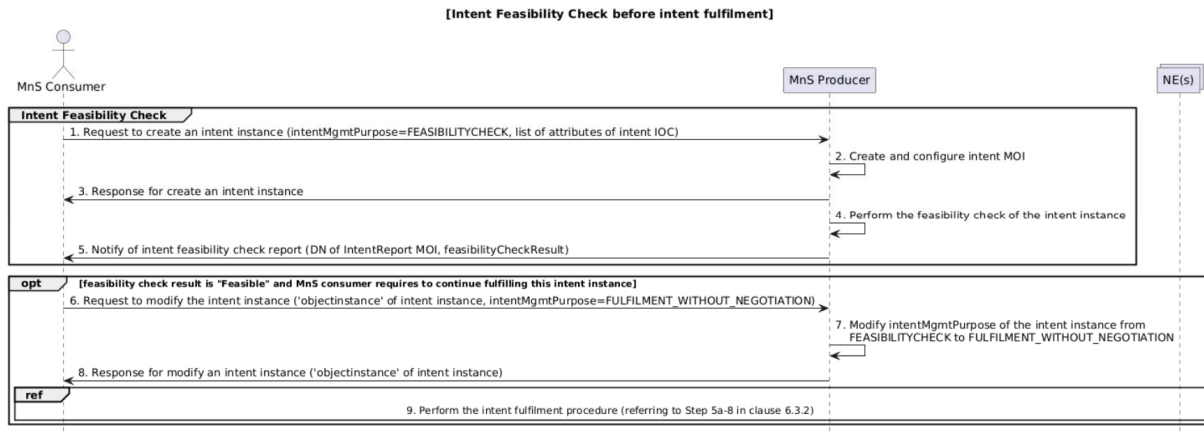 [Intent Feasibility Check before intent fulfilment]
MnS Consumer
MnS Producer
NE(s)
Intent Feasibility Check
1. Request to create an intent instance (intentMgmtPurpose=FEASIBILITYCHECK, list of attributes of intent IOC)
2. Create and configure intent MOI
3. Response for create an intent instance
4. Perform the feasibility check of the intent instance
5. Notify of intent feasibility check report (DN of IntentReport MOI, feasibilityCheckResult)
opt [feasibility check result is "Feasible" and MnS consumer requires to continue fulfilling this intent instance]
6. Request to modify the intent instance ('objectinstance' of intent instance, intentMgmtPurpose=FULFILMENT_WITHOUT_NEGOTIATION)
7. Modify intentMgmtPurpose of the intent instance from
FEASIBILITYCHECK to FULFILMENT_WITHOUT_NEGOTIATION
8. Response for modify an intent instance ('objectinstance' of intent instance)
ref
9. Perform the intent fulfilment procedure (referring to Step 5a-8 in clause 6.3.2)